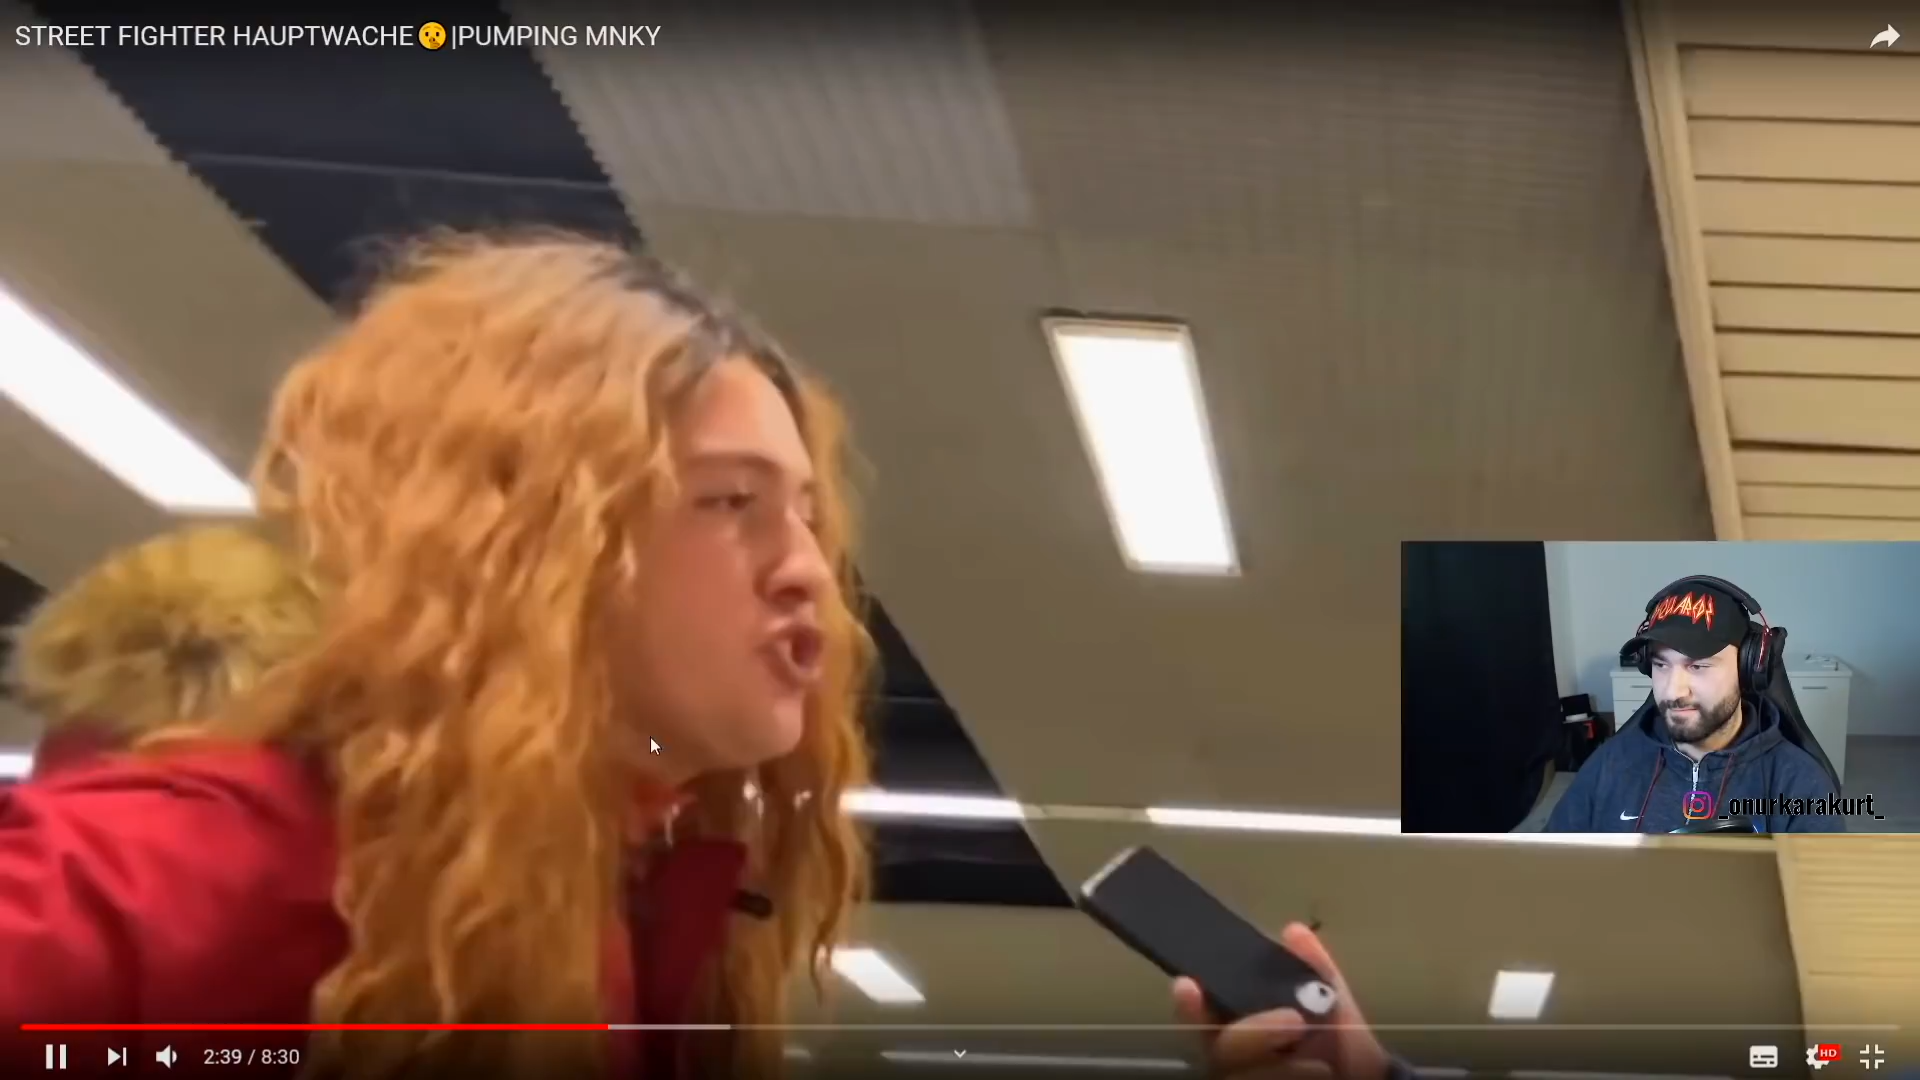 STREET FIGHTER HAUPTWACHE🤫|PUMPING MNKY
_onurkarakurt_
2:39 / 8:30
HD